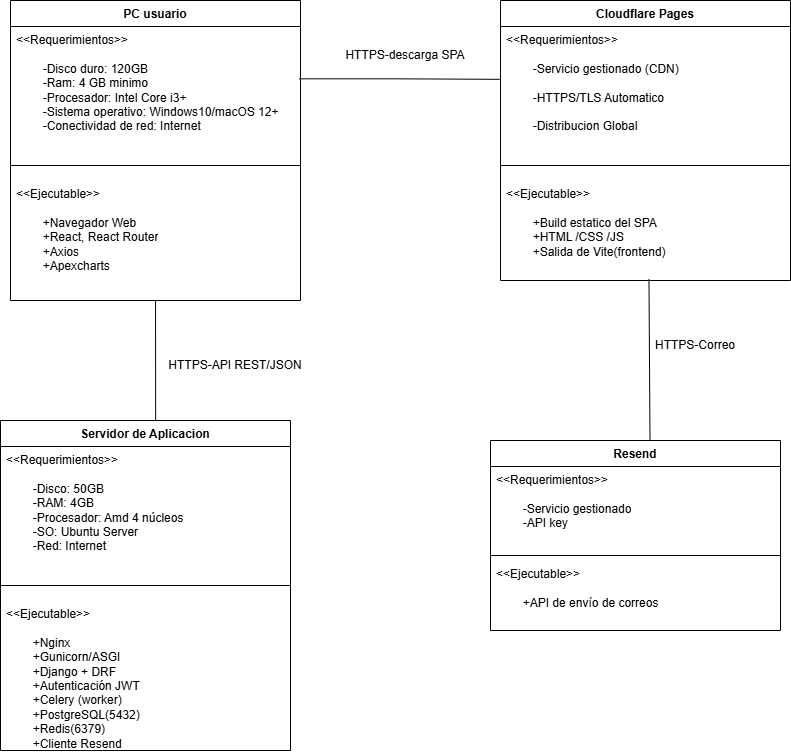 PC usuario
<<Requerimientos>>
-Disco duro: 120GB
-Ram: 4 GB minimo
-Procesador: Intel Core i3+
-Sistema operativo: Windows10/macOS 12+
-Conectividad de red: Internet
<<Ejecutable>>
+Navegador Web
+React, React Router
+Axios
+Apexcharts
HTTPS-descarga SPA
Cloudflare Pages
<<Requerimientos>>
-Servicio gestionado (CDN)
-HTTPS/TLS Automatico
-Distribucion Global
<<Ejecutable>>
+Build estatico del SPA
+HTML /CSS /JS
+Salida de Vite(frontend)
HTTPS-API REST/JSON
HTTPS-Correo
Servidor de Aplicacion
<<Requerimientos>>
-Disco: 50GB
-RAM: 4GB
-Procesador: Amd 4 núcleos
-SO: Ubuntu Server
-Red: Internet
<<Ejecutable>>
+Nginx
+Gunicorn/ASGI
+Django + DRF
+Autenticación JWT
+Celery (worker)
+PostgreSQL(5432)
+Redis(6379)
+Cliente Resend
Resend
<<Requerimientos>>
-Servicio gestionado
-API key
<<Ejecutable>>
+API de envío de correos